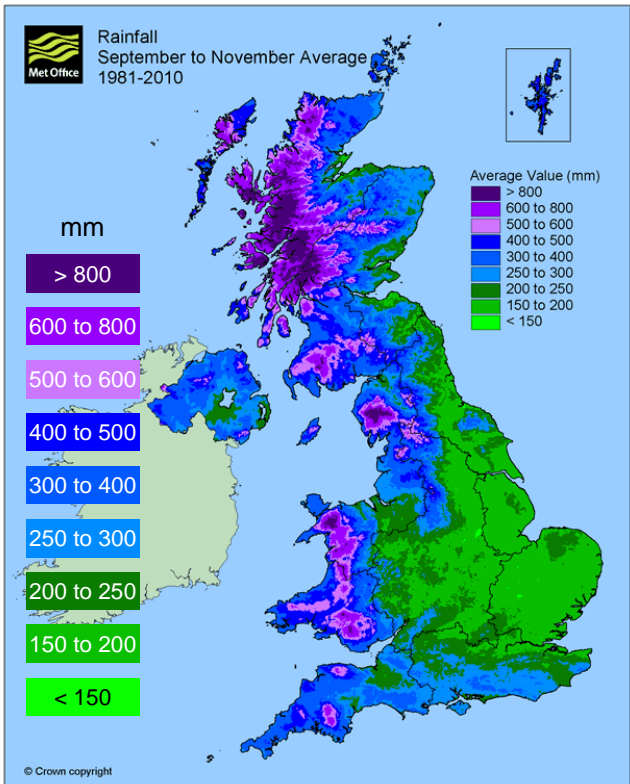 Met Office
Rainfall
September to November Average
1981-2010
Average Value (mm)
> 800
600 to 800
500 to 600
400 to 500
300 to 400
250 to 300
200 to 250
150 to 200
< 150
mm
> 800
600 to 800
500 to 600
400 to 500
300 to 400
250 to 300
200 to 250
150 to 200
< 150
© Crown copyright